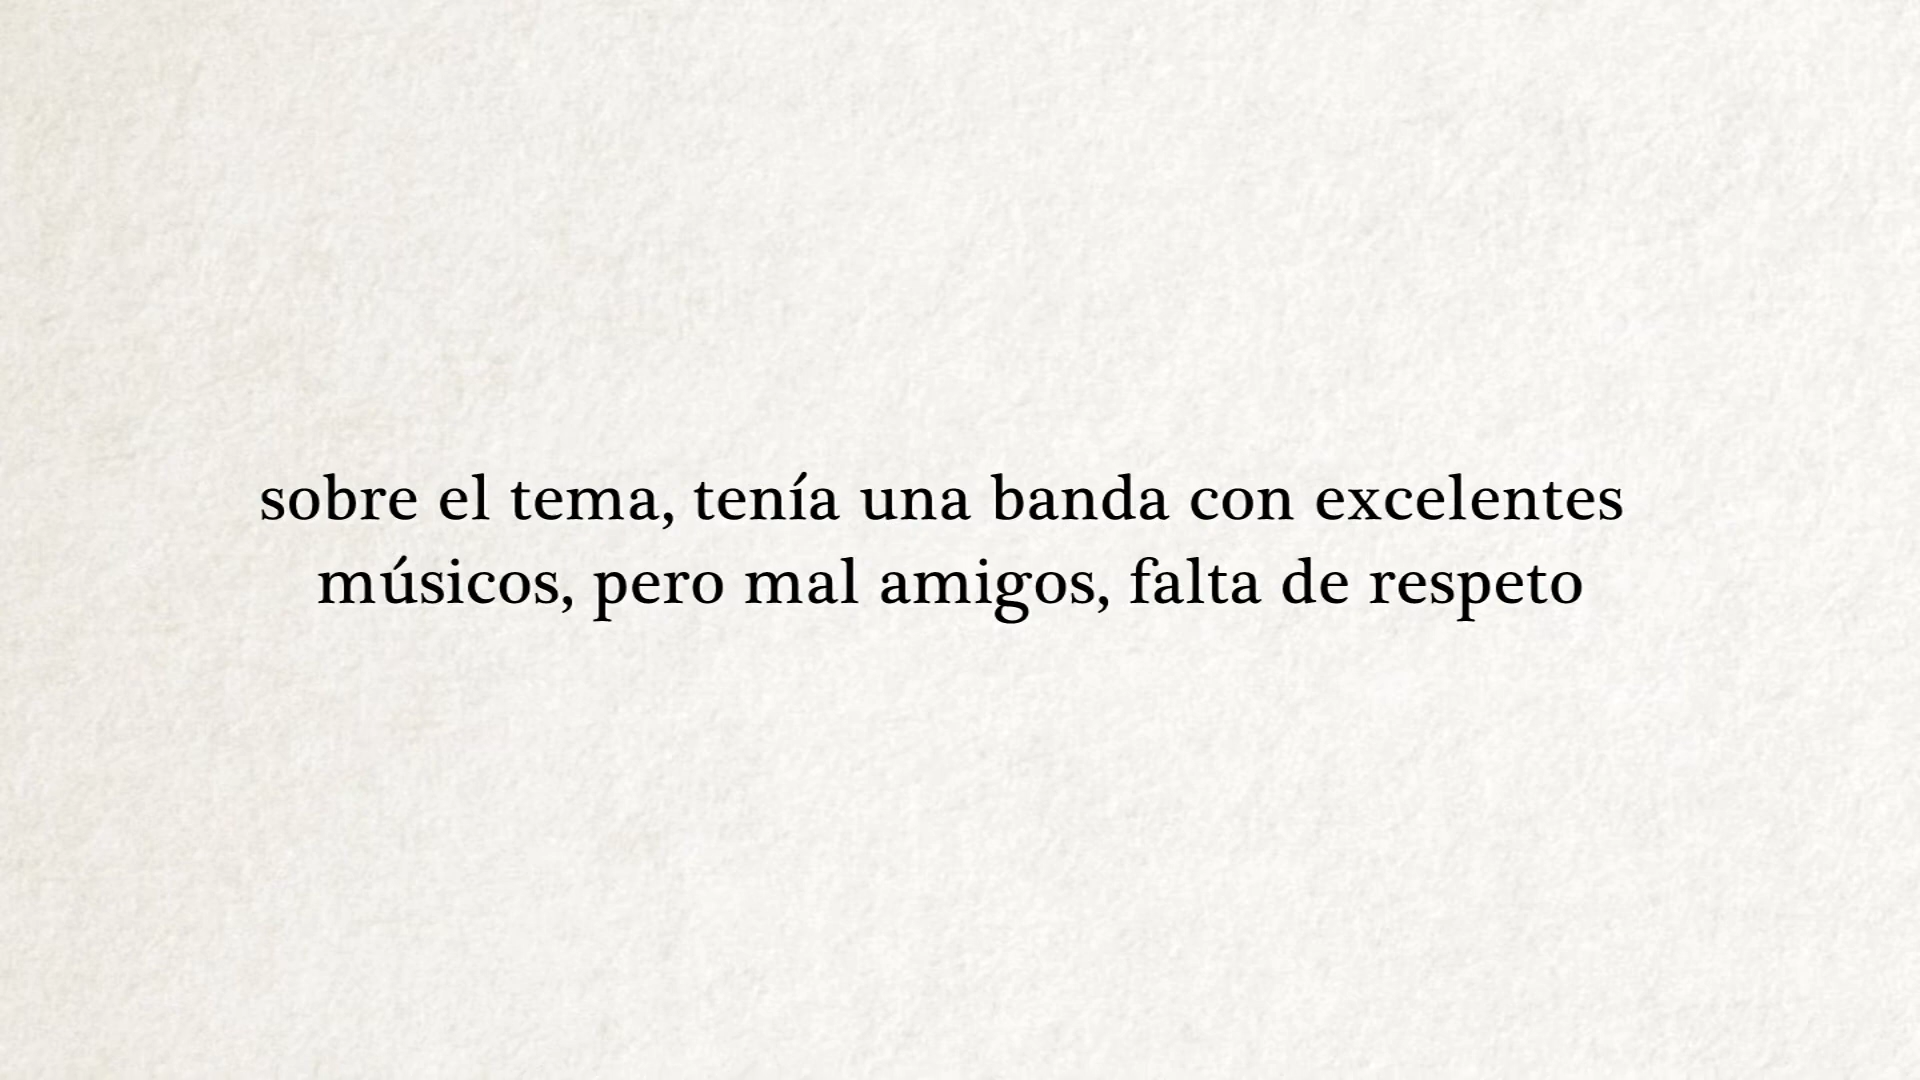 sobre el tema, tenía una banda con excelentes
músicos, pero mal amigos, falta de respeto